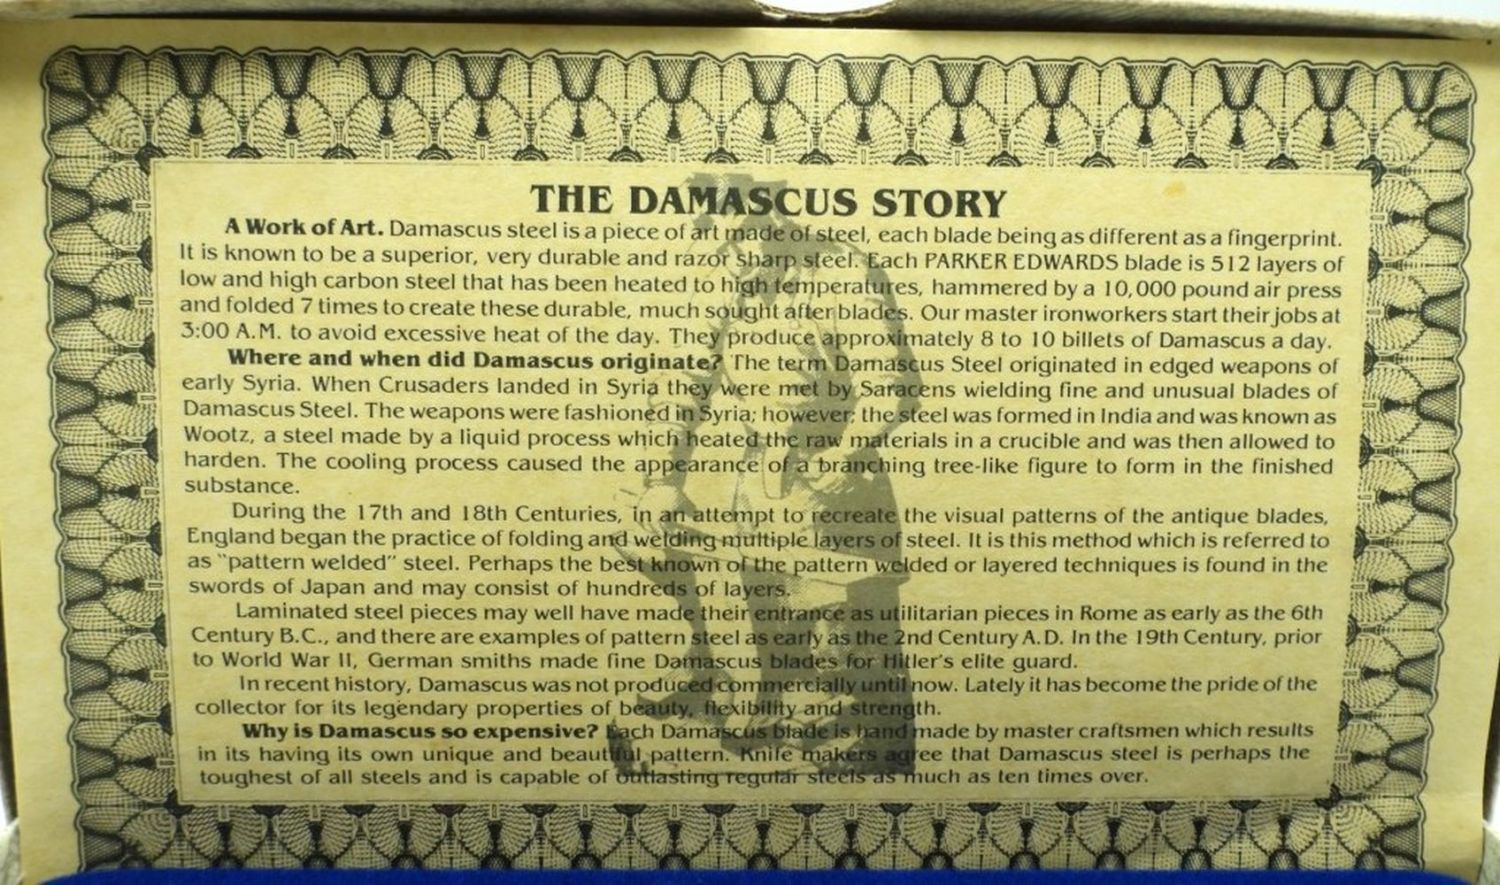 THE DAMASCUS STORY
A Work of Art. Damascus steel is a piece of art made of steel, each blade being as different as a fingerprint.
It is known to be a superior, very durable and razor sharp steel. Each PARKER EDWARDS blade is 512 layers of
low and high carbon steel that has been heated to high temperatures, hammered by a 10,000 pound air press
and folded 7 times to create these durable, much sought after blades. Our master ironworkers start their jobs at
3:00 A.M. to avoid excessive heat of the day. They produce approximately 8 to 10 billets of Damascus a day.
Where and when did Damascus originate? The term Damascus Steel originated in edged weapons of
early Syria. When Crusaders landed in Syria they were met by Saracens wielding fine and unusual blades of
Damascus Steel. The weapons were fashioned in Syria; however; the steel was formed in India and was known as
Wootz, a steel made by a liquid process which heated the raw materials in a crucible and was then allowed to
harden. The cooling process caused the appearance of a branching tree-like figure to form in the finished
substance.
During the 17th and 18th Centuries, in an attempt to recreate the visual patterns of the antique blades,
England began the practice of folding and welding multiple layers of steel. It is this method which is referred to
as "pattern welded" steel. Perhaps the best known of the pattern welded or layered techniques is found in the
swords of Japan and may consist of hundreds of layers.
Laminated steel pieces may well have made their entrance as utilitarian pieces in Rome as early as the 6th
Century B.C., and there are examples of pattern steel as early as the 2nd Century A.D. In the 19th Century, prior
to World War II, German smiths made fine Damascus blades for Hitler's elite guard.
In recent history, Damascus was not produced commercially until now. Lately it has become the pride of the
collector for its legendary properties of beauty, flexibility and strength.
Why is Damascus so expensive? Each Damascus blade is hand made by master craftsmen which results
in its having its own unique and beautiful pattern. Knife makers agree that Damascus steel is perhaps the
toughest of all steels and is capable of outlasting regular steels as much as ten times over.